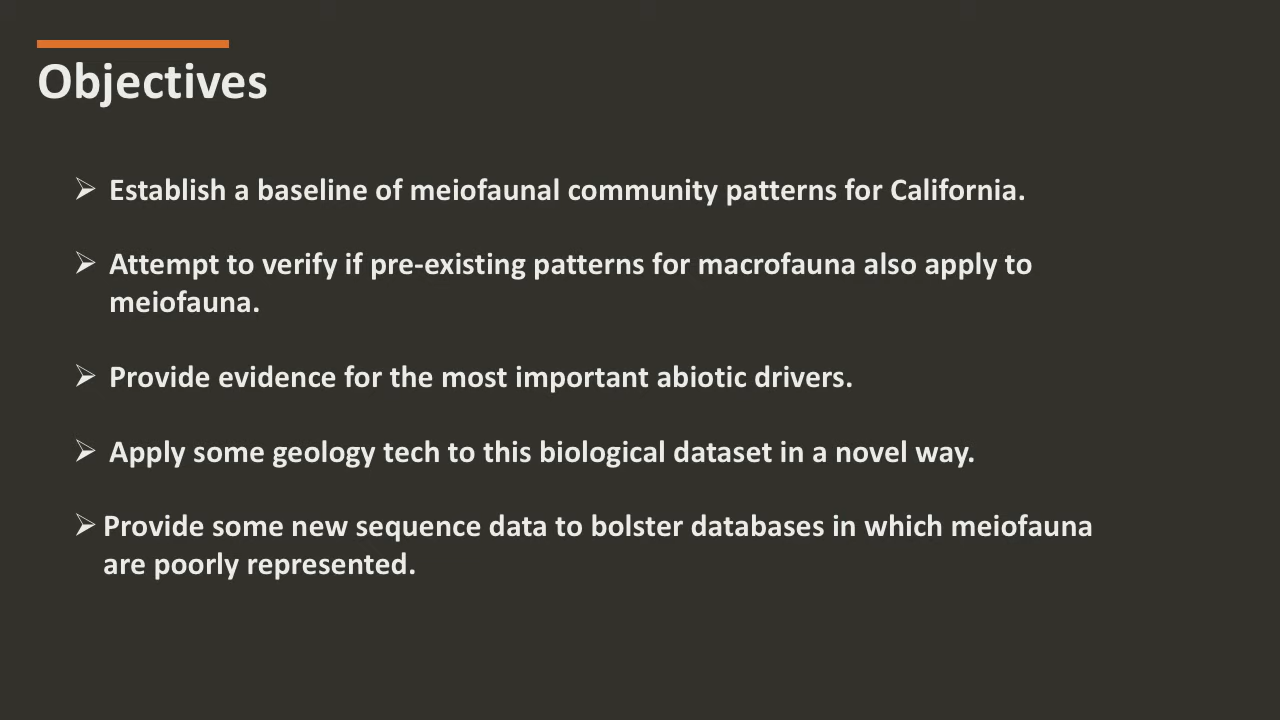 Objectives
➢ Establish a baseline of meiofaunal community patterns for California.
➢ Attempt to verify if pre-existing patterns for macrofauna also apply to
meiofauna.
➢ Provide evidence for the most important abiotic drivers.
➢ Apply some geology tech to this biological dataset in a novel way.
➢ Provide some new sequence data to bolster databases in which meiofauna
are poorly represented.